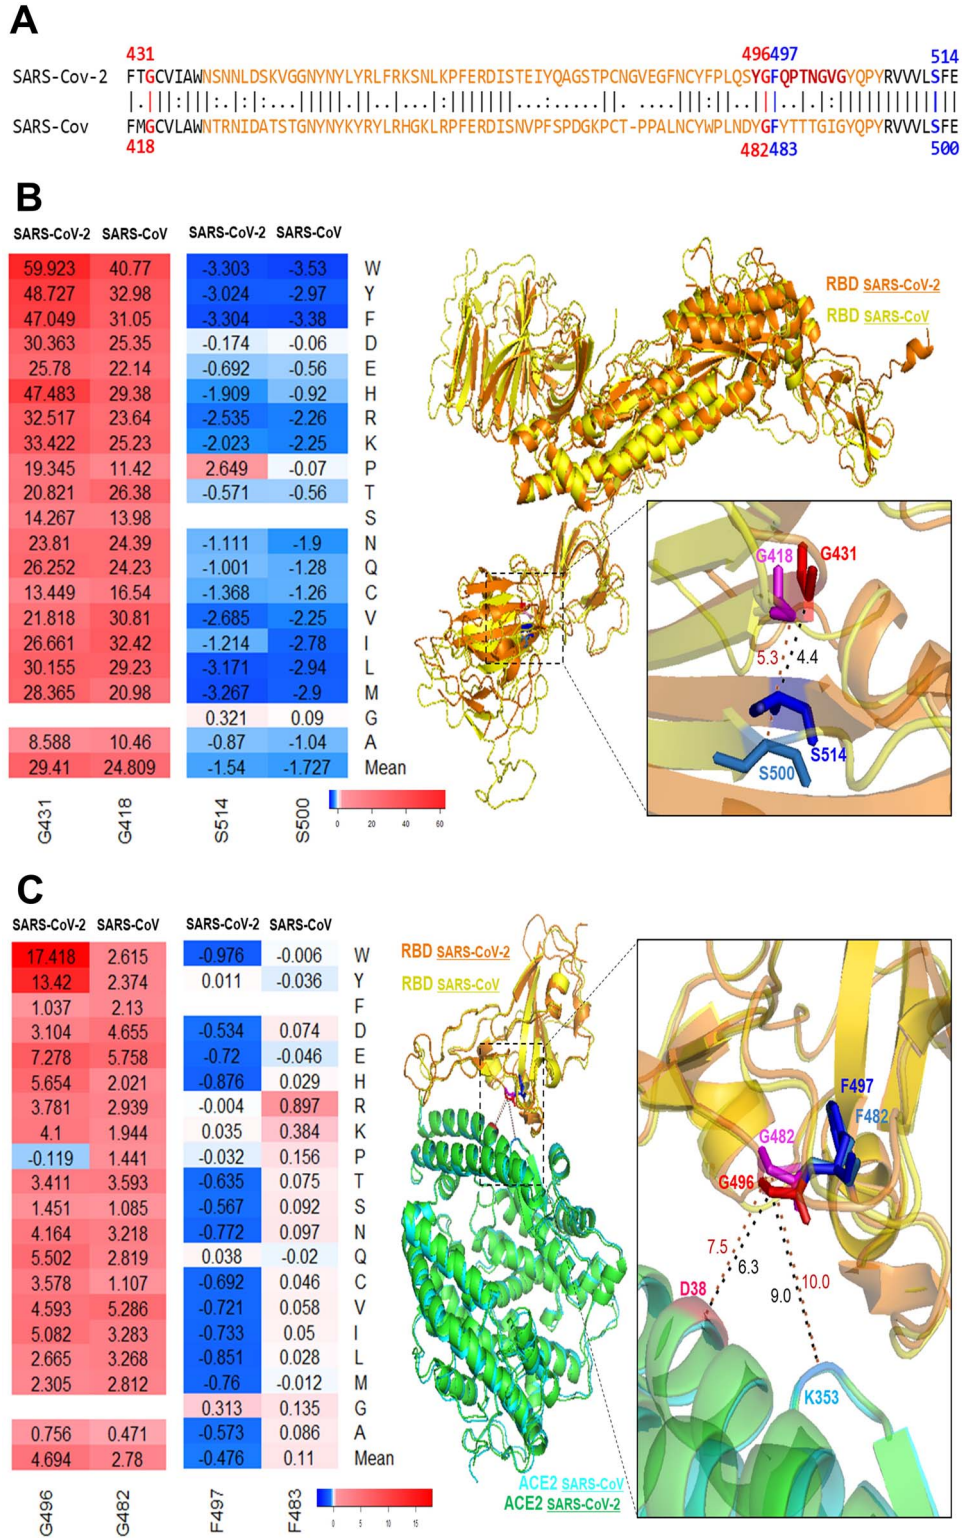 A
431 496497 514
SARS-Cov-2 FTGCVIAWNSNNLDSKVGGNYNYLYRLFRKSNLKPFERDISTEIYQAGSTPCNGVEGFNCYFPLQSYGFQPTNGVGYQPYRVVVLSFE
SARS-Cov FMGCVLAWNTRNIDATSTGNYNYKYRYLRHGKLRPFERDISNVPFSPDGKPCT-PPALNCYWPLNDYGFYTTTGIGYQPYRVVVLSFE
418 482483 500
B
SARS-CoV-2 SARS-CoV SARS-CoV-2 SARS-CoV
59.923 40.77 -3.303 -3.53 W
48.727 32.98 -3.024 -2.97 Y
47.049 31.05 -3.304 -3.38 F
30.363 25.35 -0.174 -0.06 D
25.78 22.14 -0.692 -0.56 E
47.483 29.38 -1.909 -0.92 H
32.517 23.64 -2.535 -2.26 R
33.422 25.23 -2.023 -2.25 K
19.345 11.42 2.649 -0.07 P
20.821 26.38 -0.571 -0.56 T
14.267 13.98 S
23.81 24.39 -1.111 -1.9 N
26.252 24.23 -1.001 -1.28 Q
13.449 16.54 -1.368 -1.26 C
21.818 30.81 -2.685 -2.25 V
26.661 32.42 -1.214 -2.78 I
30.155 29.23 -3.171 -2.94 L
28.365 20.98 -3.267 -2.9 M
0.321 0.09 G
8.588 10.46 -0.87 -1.04 A
29.41 24.809 -1.54 -1.727 Mean
G431 G418 S514 S500
0 20 40 60
RBD SARS-CoV-2
RBD SARS-CoV
G418 G431
5.3 4.4
S514
S500
C
SARS-CoV-2 SARS-CoV SARS-CoV-2 SARS-CoV
17.418 2.615 -0.976 -0.006 W
13.42 2.374 0.011 -0.036 Y
1.037 2.13 F
3.104 4.655 -0.534 0.074 D
7.278 5.758 -0.72 -0.046 E
5.654 2.021 -0.876 0.029 H
3.781 2.939 -0.004 0.897 R
4.1 1.944 0.035 0.384 K
-0.119 1.441 -0.032 0.156 P
3.411 3.593 -0.635 0.075 T
1.451 1.085 -0.567 0.092 S
4.164 3.218 -0.772 0.097 N
5.502 2.819 0.038 -0.02 Q
3.578 1.107 -0.692 0.046 C
4.593 5.286 -0.721 0.058 V
5.082 3.283 -0.733 0.05 I
2.665 3.268 -0.851 0.028 L
2.305 2.812 -0.76 -0.012 M
0.313 0.135 G
0.756 0.471 -0.573 0.086 A
4.694 2.78 -0.476 0.11 Mean
G496 G482 F497 F483
0 5 10 15
RBD SARS-CoV-2
RBD SARS-CoV
F497
F482
G482
G496
7.5
6.3
10.0
9.0
D38
K353
ACE2 SARS-CoV
ACE2 SARS-CoV-2